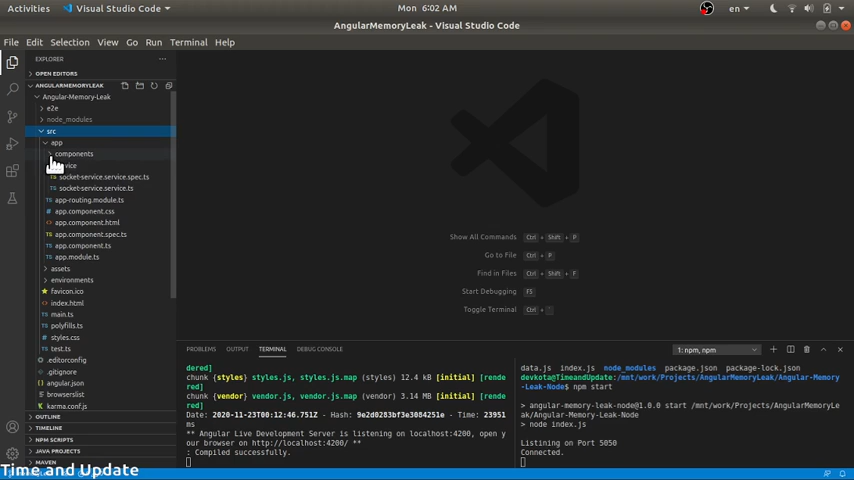 Activities
Visual Studio Code
Mon 6:02 AM
en
AngularMemoryLeak - Visual Studio Code
File Edit Selection View Go Run Terminal Help
EXPLORER
OPEN EDITORS
ANGULARMEMORYLEAK
Angular-Memory-Leak
e2e
node_modules
src
app
components
socket-service.service.spec.ts
socket-service.service.ts
app-routing.module.ts
app.component.css
app.component.html
app.component.spec.ts
app.component.ts
app.module.ts
assets
environments
favicon.ico
index.html
main.ts
polyfills.ts
styles.css
test.ts
.editorconfig
.gitignore
angular.json
browserslist
karma.conf.js
OUTLINE
TIMELINE
NPM SCRIPTS
JAVA PROJECTS
MAVEN
Show All Commands Ctrl + Shift + P
Go to File Ctrl + P
Find in Files Ctrl + Shift + F
Start Debugging F5
Toggle Terminal Ctrl + `
PROBLEMS OUTPUT TERMINAL DEBUG CONSOLE
1: npm, npm
dered]
chunk {styles} styles.js, styles.js.map (styles) 12.4 kB [initial] [rende
red]
chunk {vendor} vendor.js, vendor.js.map (vendor) 3.14 MB [initial] [rende
red]
Date: 2020-11-23T00:12:46.751Z - Hash: 9e2d0283bf3e3084251e - Time: 23951
ms
** Angular Live Development Server is listening on localhost:4200, open y
our browser on http://localhost:4200/ **
: Compiled successfully.
data.js index.js node_modules package.json package-lock.json
devkota@TimeandUpdate:/mnt/work/Projects/AngularMemoryLeak/Angular-Memory
-Leak-Node$ npm start
> angular-memory-leak-node@1.0.0 start /mnt/work/Projects/AngularMemoryLe
ak/Angular-Memory-Leak-Node
> node index.js
Listening on Port 5050
Connected.
Time and Update